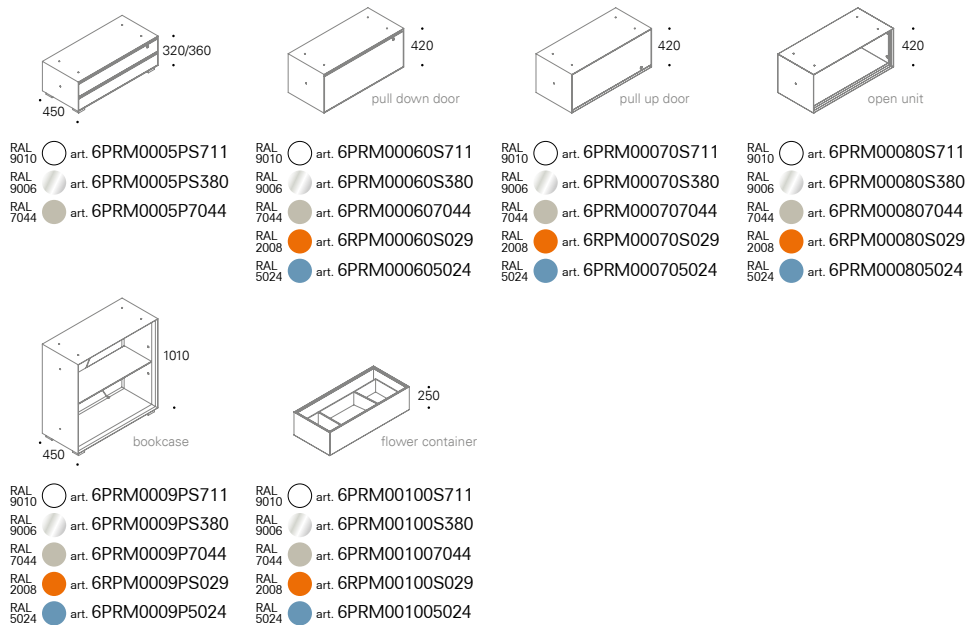 320/360
450
RAL 9010 art. 6PRM0005PS711
RAL 9006 art. 6PRM0005PS380
RAL 7044 art. 6PRM0005P7044
420
pull down door
RAL 9010 art. 6PRM00060S711
RAL 9006 art. 6PRM00060S380
RAL 7044 art. 6PRM000607044
RAL 2008 art. 6RPM00060S029
RAL 5024 art. 6PRM000605024
420
pull up door
RAL 9010 art. 6PRM00070S711
RAL 9006 art. 6PRM00070S380
RAL 7044 art. 6PRM000707044
RAL 2008 art. 6RPM00070S029
RAL 5024 art. 6PRM000705024
420
open unit
RAL 9010 art. 6PRM00080S711
RAL 9006 art. 6PRM00080S380
RAL 7044 art. 6PRM000807044
RAL 2008 art. 6RPM00080S029
RAL 5024 art. 6PRM000805024
1010
bookcase
450
RAL 9010 art. 6PRM0009PS711
RAL 9006 art. 6PRM0009PS380
RAL 7044 art. 6PRM0009P7044
RAL 2008 art. 6RPM0009PS029
RAL 5024 art. 6PRM0009P5024
250
flower container
RAL 9010 art. 6PRM00100S711
RAL 9006 art. 6PRM00100S380
RAL 7044 art. 6PRM001007044
RAL 2008 art. 6RPM00100S029
RAL 5024 art. 6PRM001005024